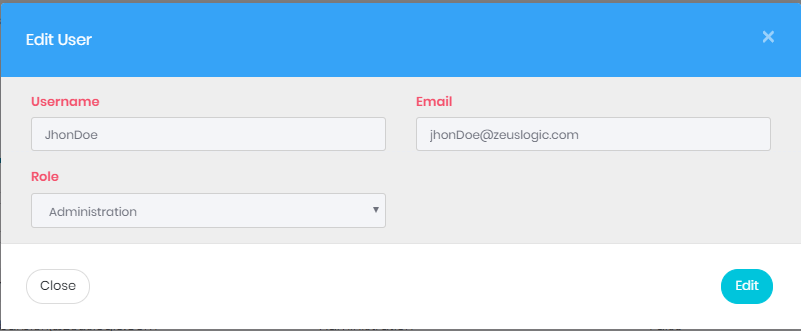 Edit User
×
Username
Email
JhonDoe
jhonDoe@zeuslogic.com
Role
Administration
Close
Edit